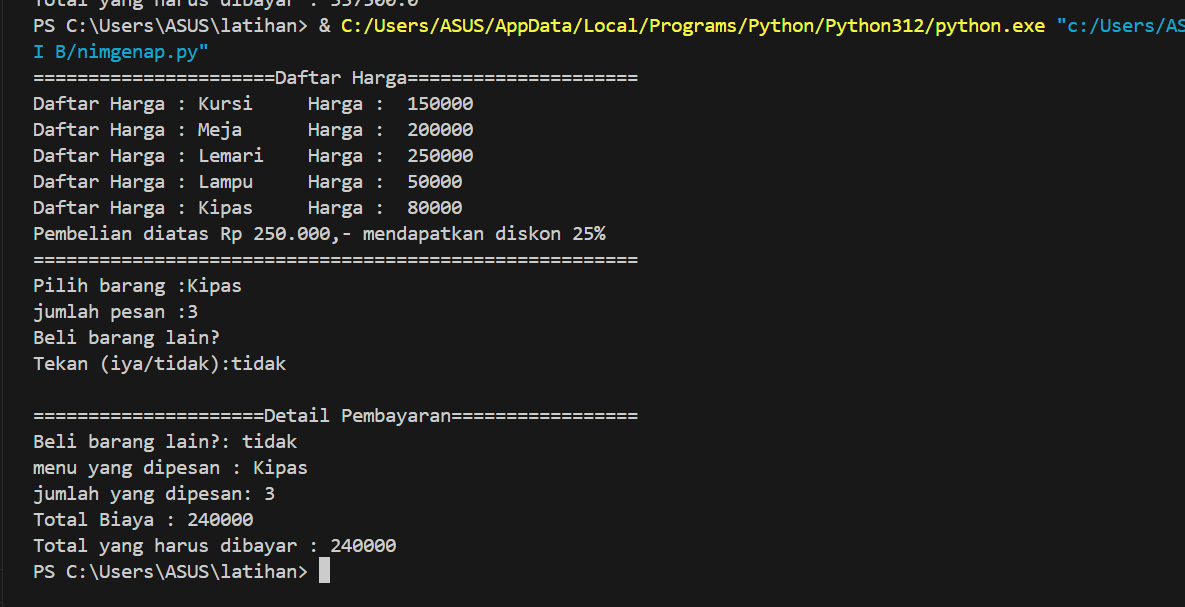 Total yang harus dibayar : 337500.0
PS C:\Users\ASUS\latihan> & C:/Users/ASUS/AppData/Local/Programs/Python/Python312/python.exe "c:/Users/AS
I B/nimgenap.py"
======================Daftar Harga=====================
Daftar Harga : Kursi     Harga :  150000
Daftar Harga : Meja      Harga :  200000
Daftar Harga : Lemari    Harga :  250000
Daftar Harga : Lampu     Harga :  50000
Daftar Harga : Kipas     Harga :  80000
Pembelian diatas Rp 250.000,- mendapatkan diskon 25%
=======================================================
Pilih barang :Kipas
jumlah pesan :3
Beli barang lain?
Tekan (iya/tidak):tidak
=====================Detail Pembayaran=================
Beli barang lain?: tidak
menu yang dipesan : Kipas
jumlah yang dipesan: 3
Total Biaya : 240000
Total yang harus dibayar : 240000
PS C:\Users\ASUS\latihan>